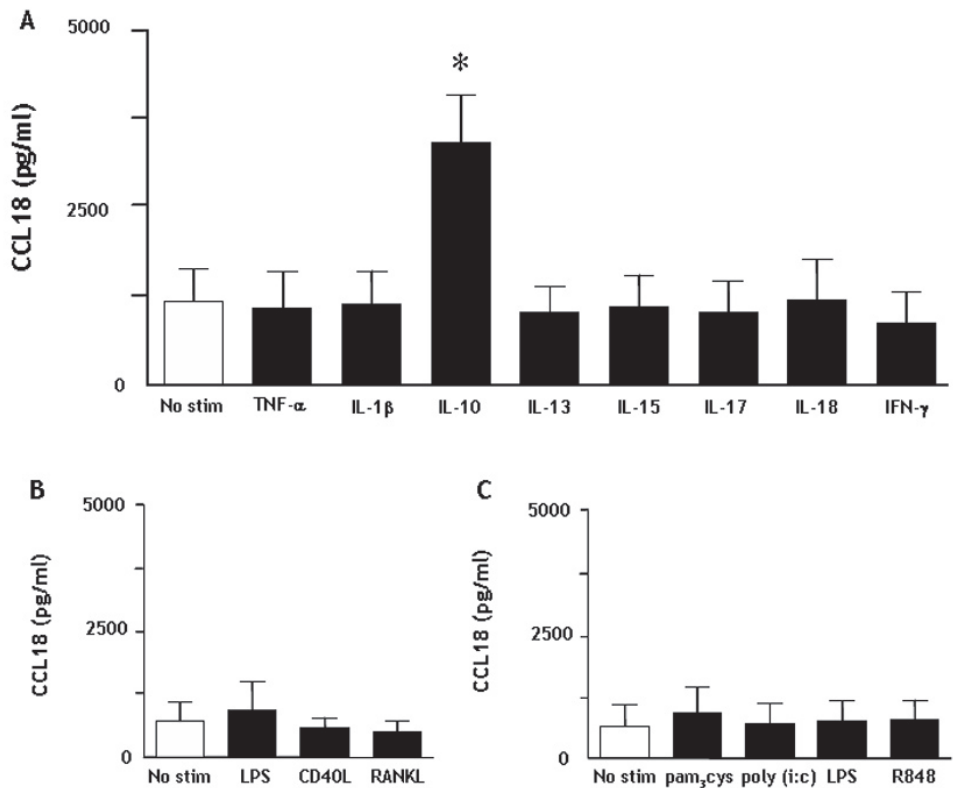 A
5000
*
CCL18 (pg/ml)
2500
0
No stim TNF-α IL-1β IL-10 IL-13 IL-15 IL-17 IL-18 IFN-γ
B
5000
CCL18 (pg/ml)
2500
0
No stim LPS CD40L RANKL
C
5000
CCL18 (pg/ml)
2500
0
No stim pam₃cys poly (i:c) LPS R848